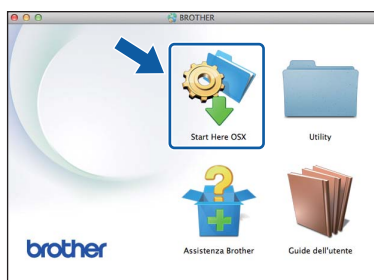 BROTHER
Start Here OSX
Utility
brother
Assistenza Brother
Guide dell'utente